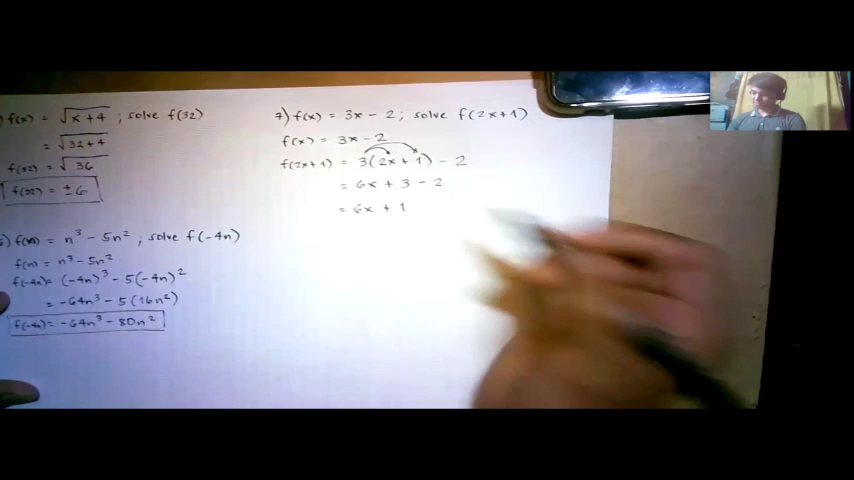 ) f(x) = √x+4 ; solve f(32)
= √32+4
f(32) = √36
f(32) = ±6
) f(n) = n³ - 5n² ; solve f(-4n)
f(n) = n³ - 5n²
f(-4n) = (-4n)³ - 5(-4n)²
= -64n³ - 5(16n²)
f(-4n) = -64n³ - 80n²
7) f(x) = 3x - 2 ; solve f(2x+1)
f(x) = 3x - 2
f(2x+1) = 3(2x + 1) - 2
= 6x + 3 - 2
= 6x + 1